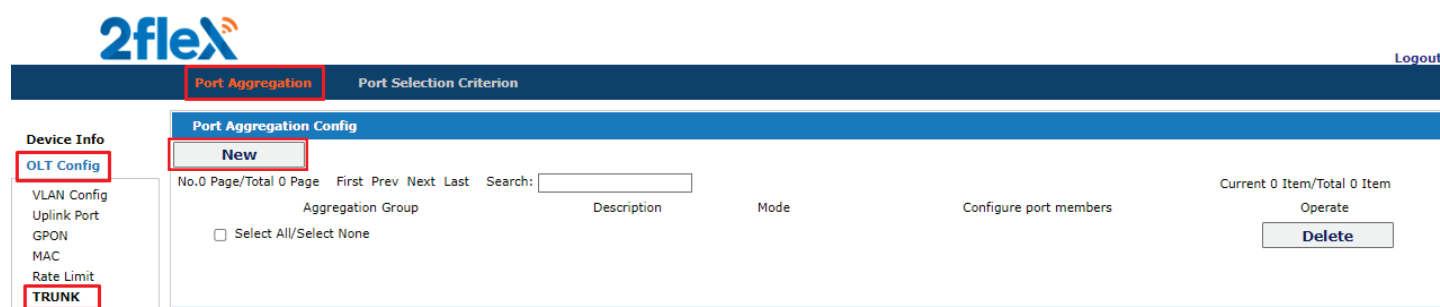 2flex
Logout
Port Aggregation Port Selection Criterion
Device Info
OLT Config
VLAN Config
Uplink Port
GPON
MAC
Rate Limit
TRUNK
Port Aggregation Config
New
No.0 Page/Total 0 Page First Prev Next Last Search:
Current 0 Item/Total 0 Item
Aggregation Group Description Mode Configure port members Operate
Select All/Select None Delete